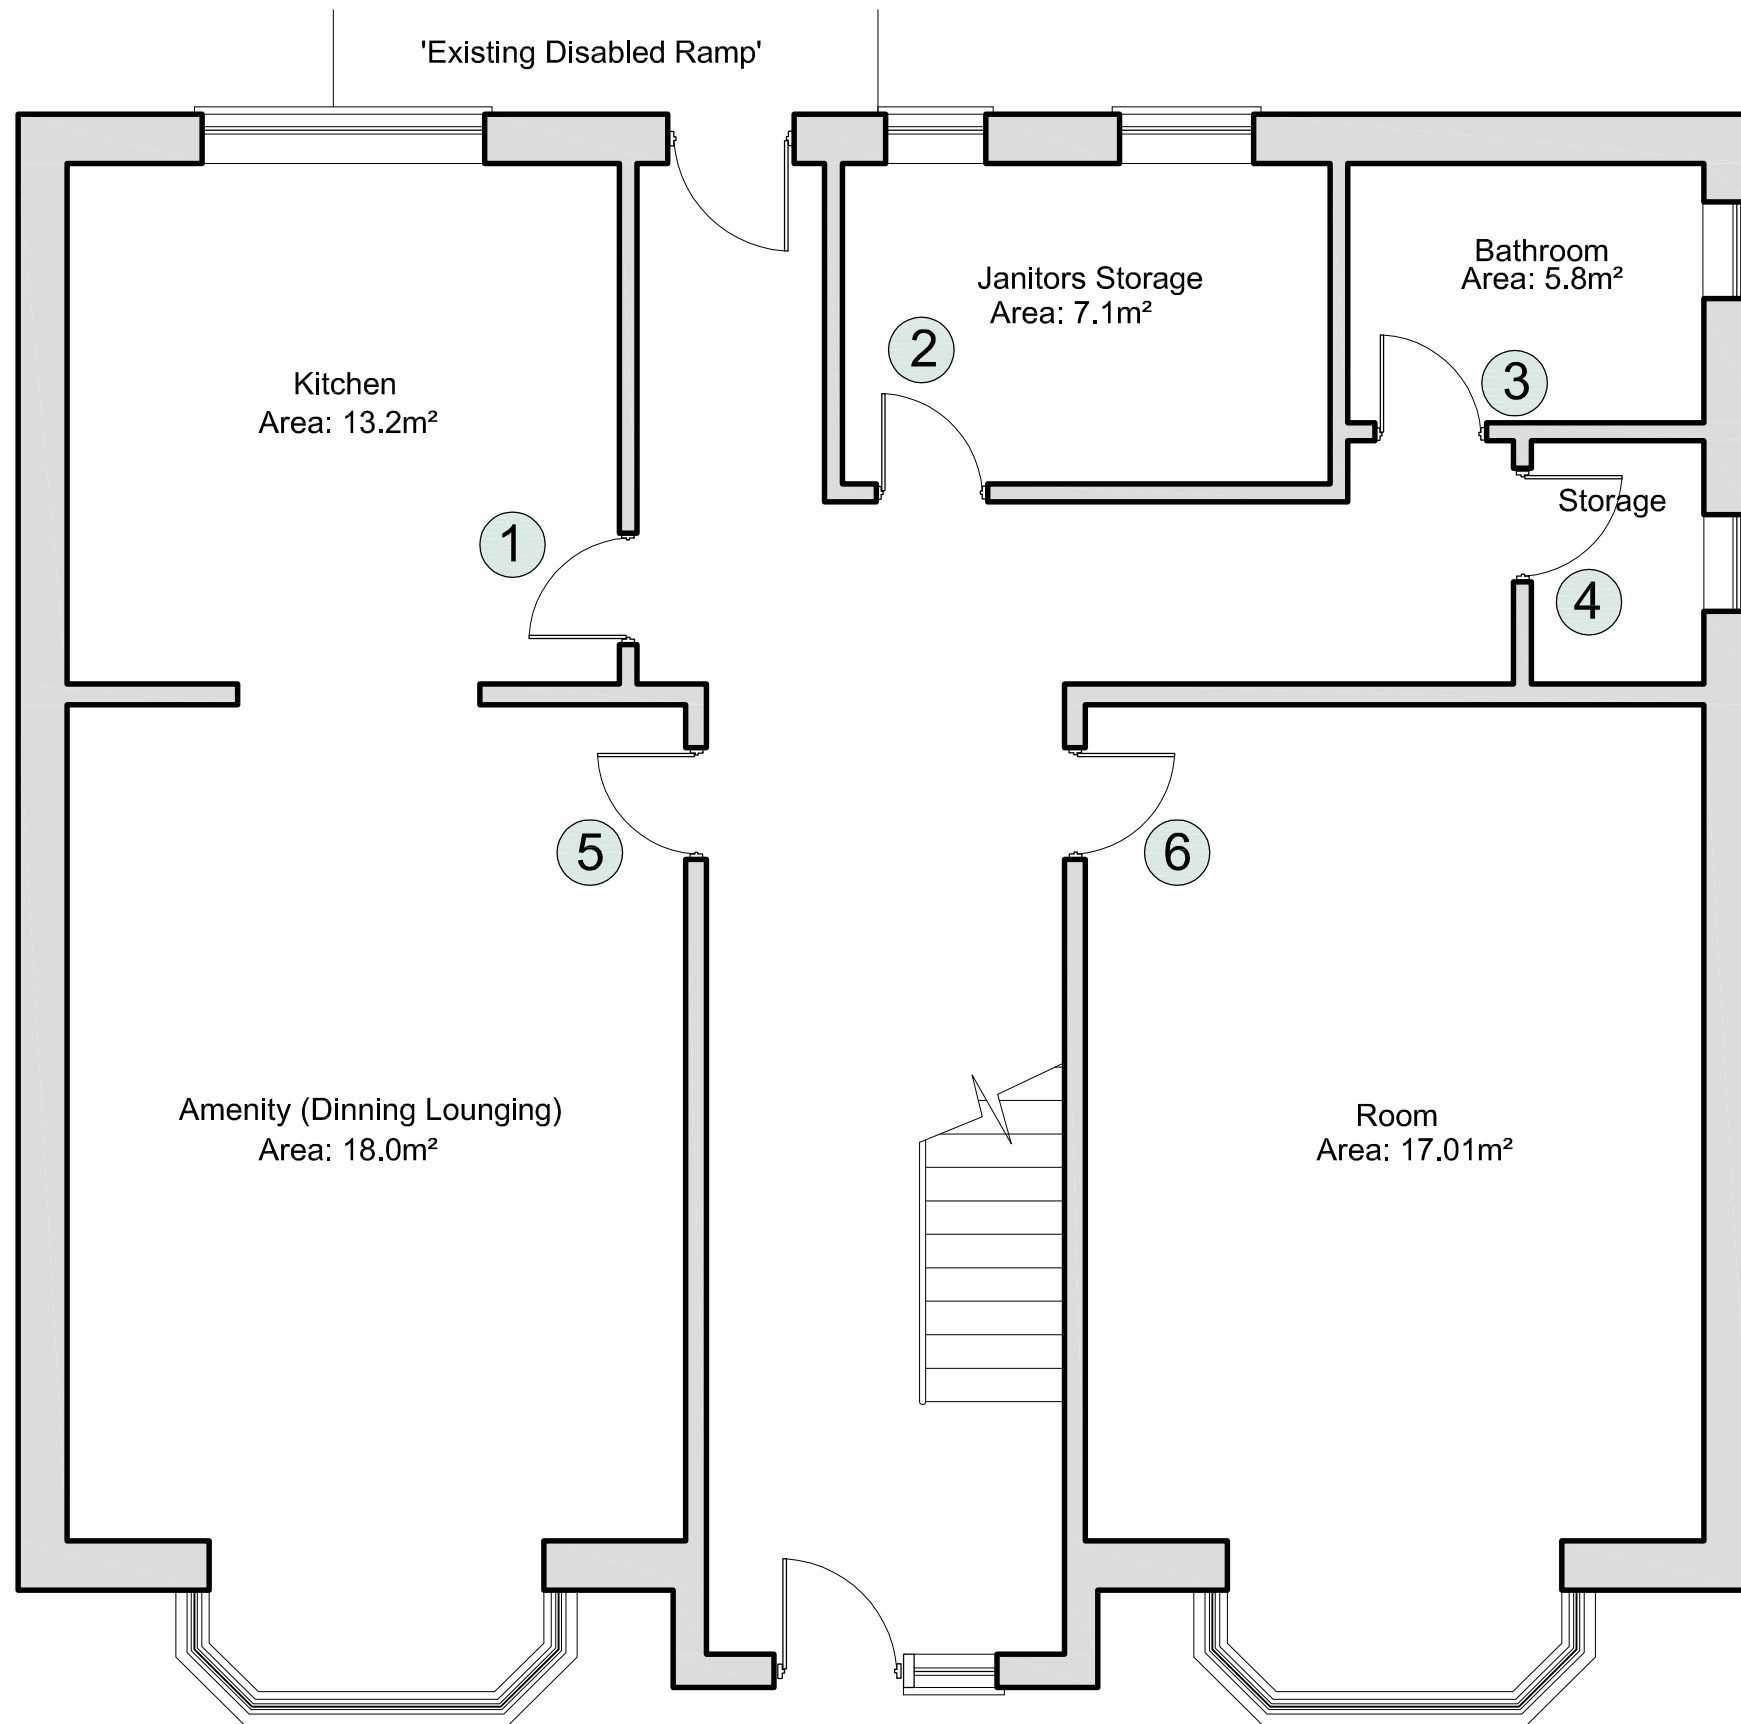 'Existing Disabled Ramp'
Bathroom
Area: 5.8m²
Janitors Storage
Area: 7.1m²
2
3
Kitchen
Area: 13.2m²
Storage
1
4
5
6
Amenity (Dinning Lounging)
Area: 18.0m²
Room
Area: 17.01m²